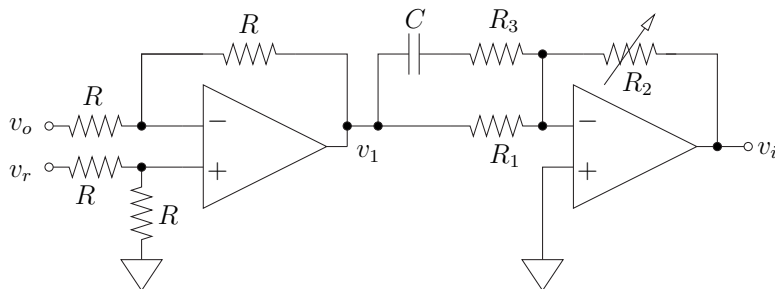 C
R
R₃
R
R₂
vₒ
−
−
vᵣ
v₁
R₁
vᵢ
+
+
R
R